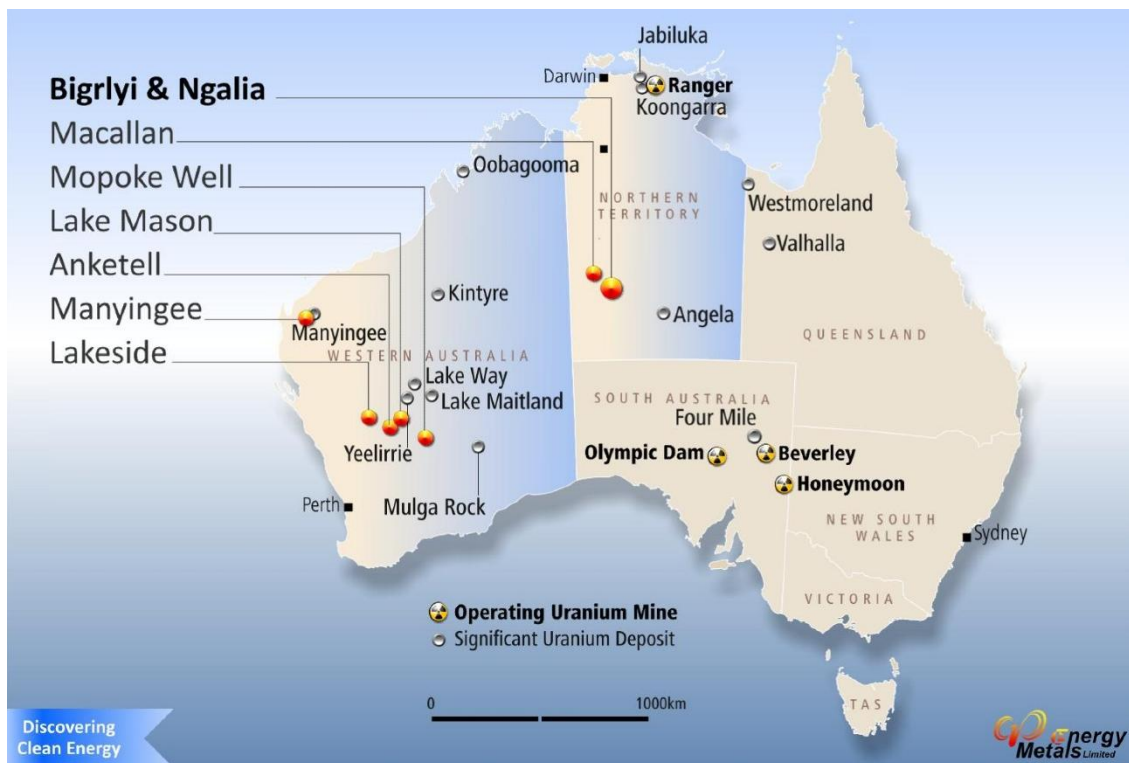 Bigrlyi & Ngalia
Macallan
Mopoke Well
Lake Mason
Anketell
Manyingee
Lakeside
Jabiluka
Darwin
Ranger
Koongarra
Oobagooma
NORTHERN
TERRITORY
Westmoreland
Valhalla
Kintyre
Angela
Manyingee
QUEENSLAND
WESTERN AUSTRALIA
Lake Way
Lake Maitland
SOUTH AUSTRALIA
Four Mile
Yeelirrie
Olympic Dam
Beverley
Honeymoon
Perth
Mulga Rock
NEW SOUTH
WALES
Sydney
VICTORIA
Operating Uranium Mine
Significant Uranium Deposit
0 1000km
TAS
Discovering
Clean Energy
Energy
Metals Limited